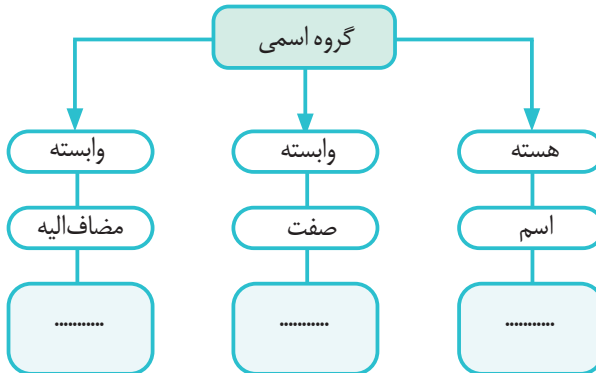 گروه اسمی
هسته
وابسته
وابسته
اسم
صفت
مضاف‌الیه
...........
...........
...........